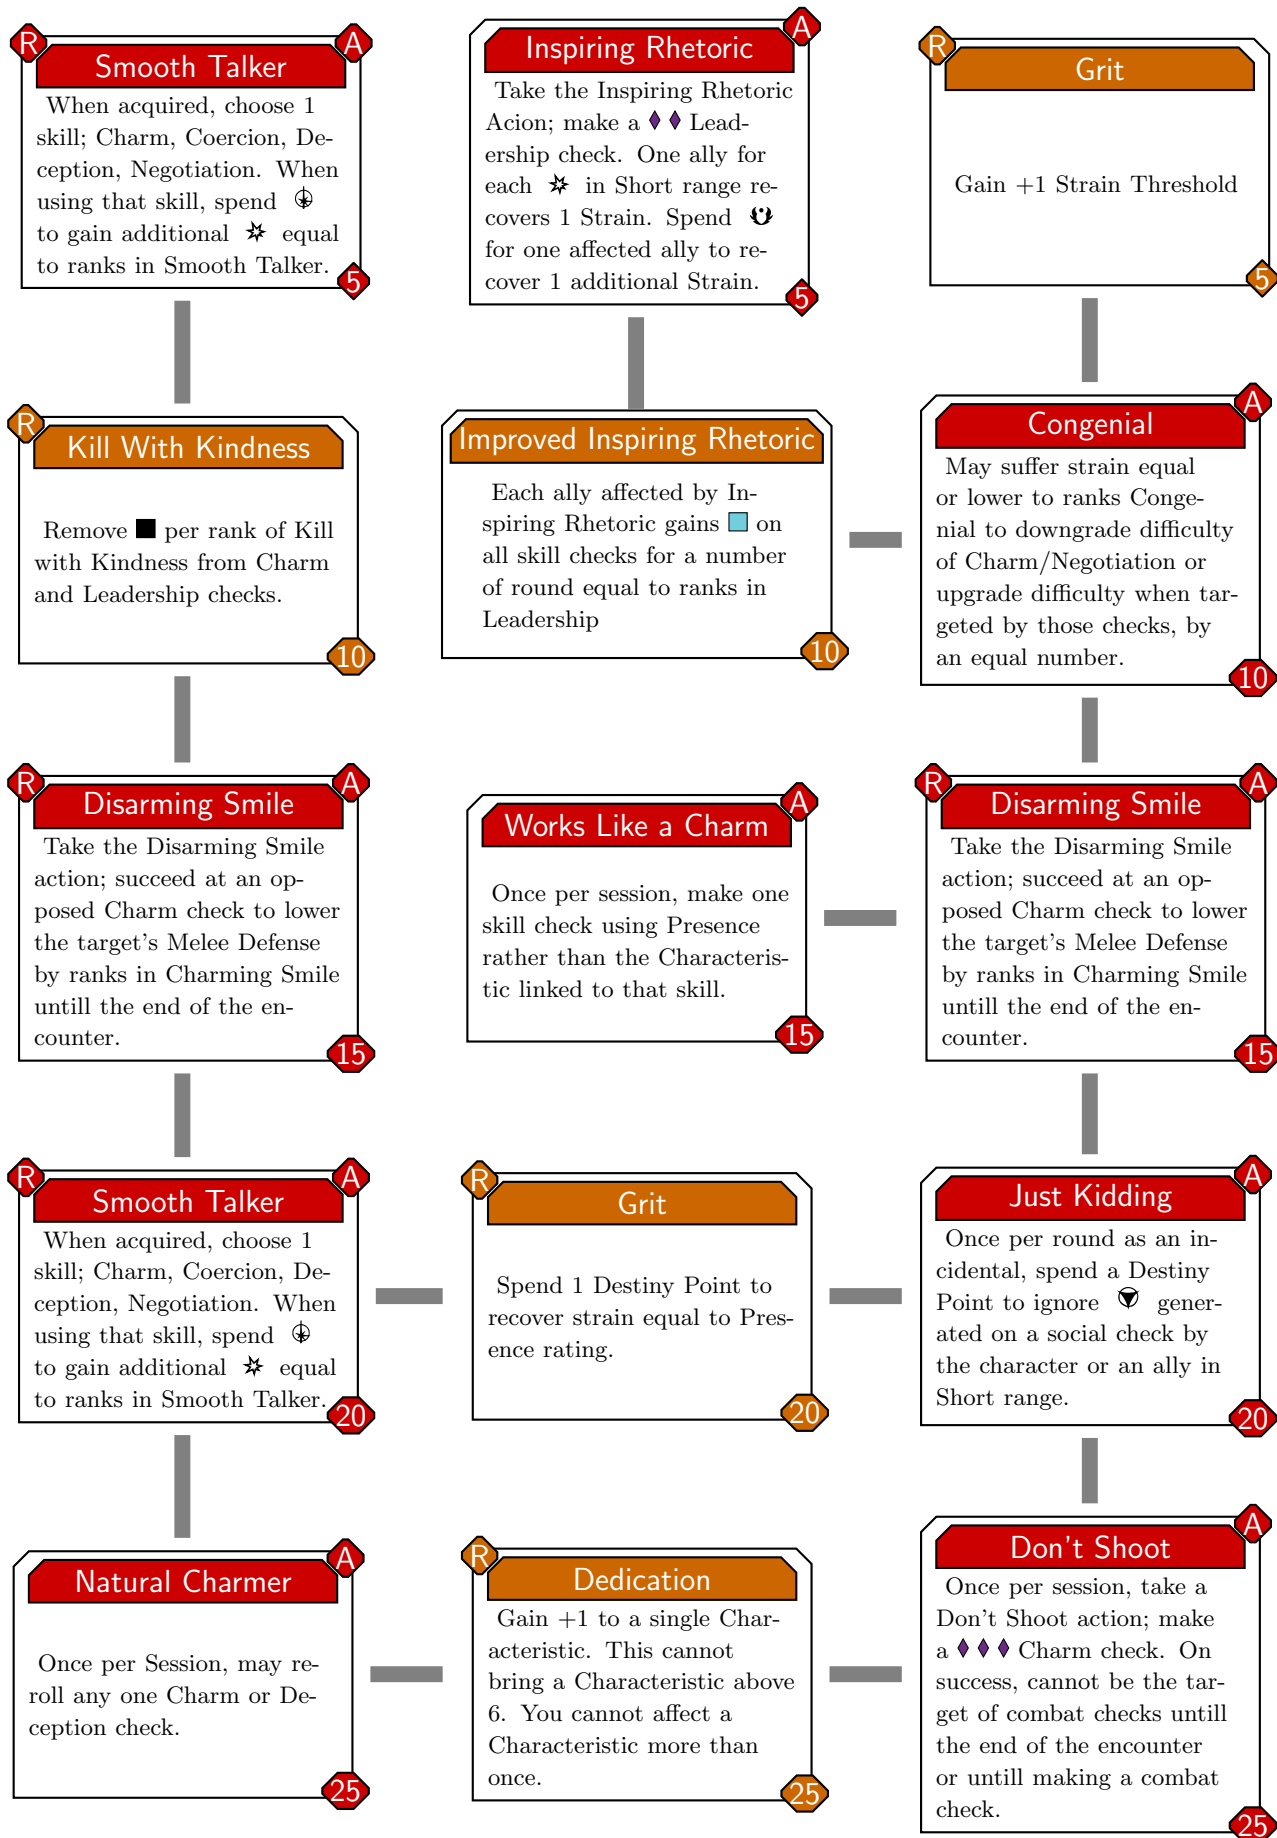 R
A
Smooth Talker
When acquired, choose 1
skill; Charm, Coercion, De-
ception, Negotiation. When
using that skill, spend
to gain additional equal
to ranks in Smooth Talker.
5
A
Inspiring Rhetoric
Take the Inspiring Rhetoric
Acion; make a Lead-
ership check. One ally for
each in Short range re-
covers 1 Strain. Spend
for one affected ally to re-
cover 1 additional Strain.
5
R
Grit
Gain +1 Strain Threshold
5
R
Kill With Kindness
Remove per rank of Kill
with Kindness from Charm
and Leadership checks.
10
Improved Inspiring Rhetoric
Each ally affected by In-
spiring Rhetoric gains on
all skill checks for a number
of round equal to ranks in
Leadership
10
A
Congenial
May suffer strain equal
or lower to ranks Conge-
nial to downgrade difficulty
of Charm/Negotiation or
upgrade difficulty when tar-
geted by those checks, by
an equal number.
10
R
A
Disarming Smile
Take the Disarming Smile
action; succeed at an op-
posed Charm check to lower
the target's Melee Defense
by ranks in Charming Smile
untill the end of the en-
counter.
15
A
Works Like a Charm
Once per session, make one
skill check using Presence
rather than the Characteris-
tic linked to that skill.
15
R
A
Disarming Smile
Take the Disarming Smile
action; succeed at an op-
posed Charm check to lower
the target's Melee Defense
by ranks in Charming Smile
untill the end of the en-
counter.
15
R
A
Smooth Talker
When acquired, choose 1
skill; Charm, Coercion, De-
ception, Negotiation. When
using that skill, spend
to gain additional equal
to ranks in Smooth Talker.
20
R
Grit
Spend 1 Destiny Point to
recover strain equal to Pres-
ence rating.
20
A
Just Kidding
Once per round as an in-
cidental, spend a Destiny
Point to ignore gener-
ated on a social check by
the character or an ally in
Short range.
20
A
Natural Charmer
Once per Session, may re-
roll any one Charm or De-
ception check.
25
R
Dedication
Gain +1 to a single Char-
acteristic. This cannot
bring a Characteristic above
6. You cannot affect a
Characteristic more than
once.
25
A
Don't Shoot
Once per session, take a
Don't Shoot action; make
a Charm check. On
success, cannot be the tar-
get of combat checks untill
the end of the encounter
or untill making a combat
check.
25